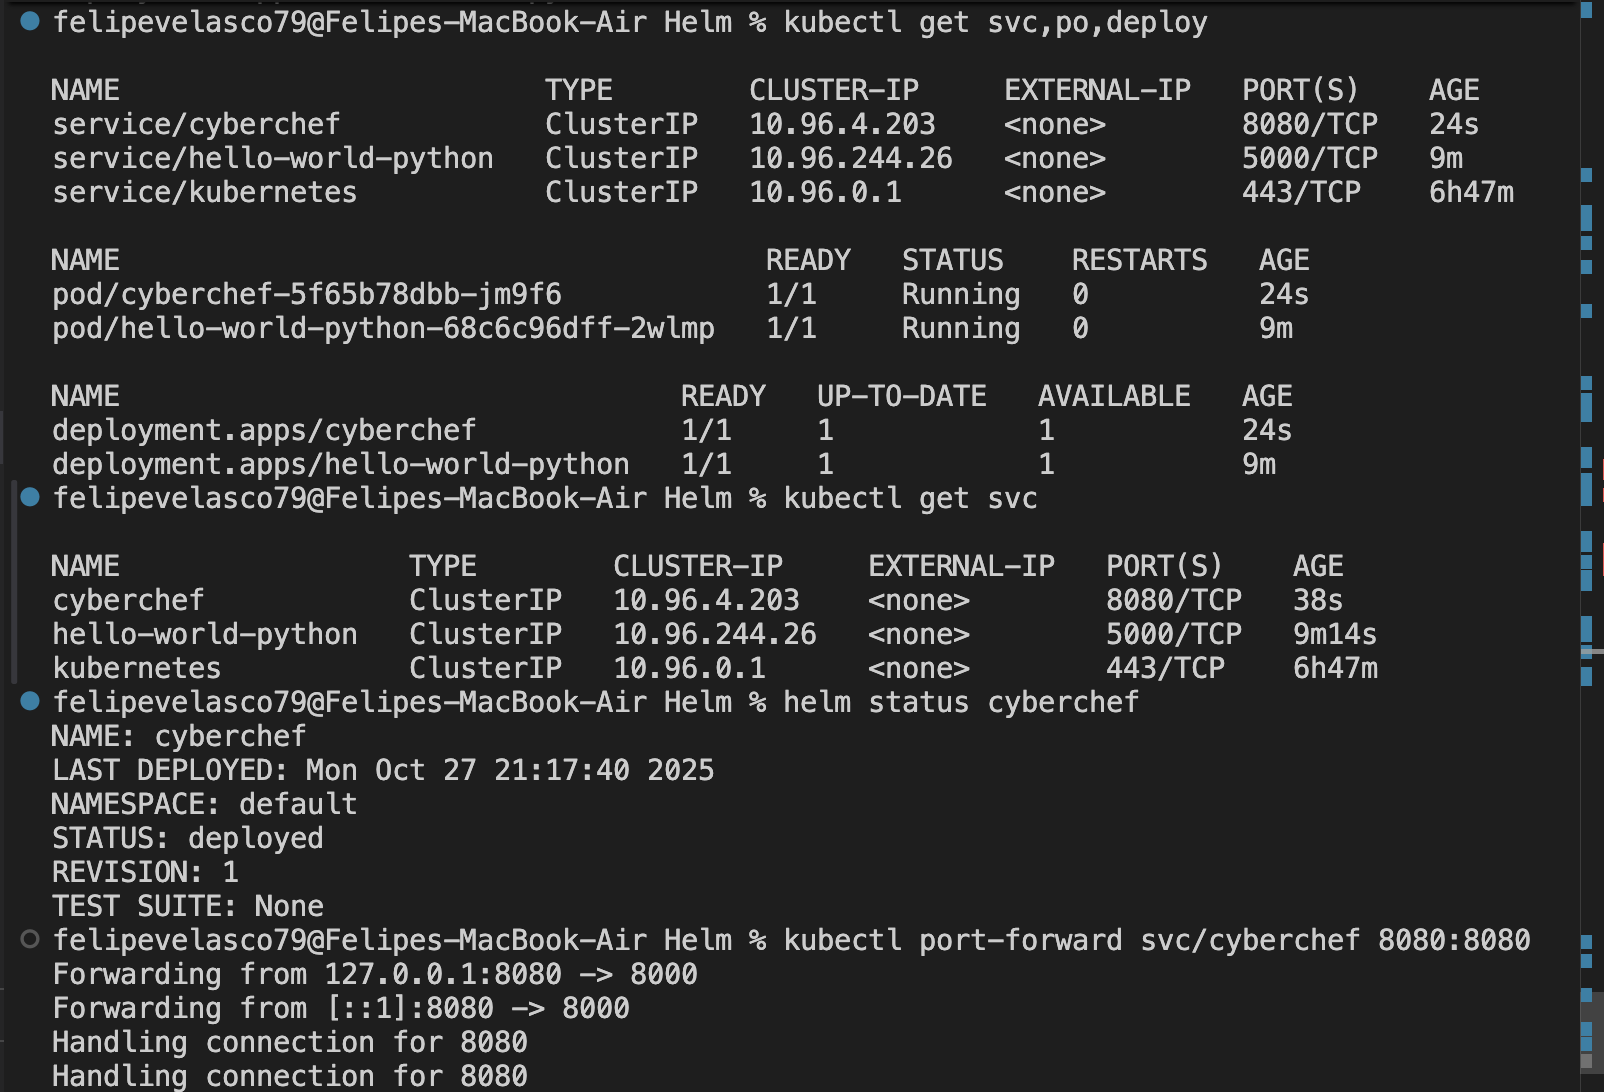 felipevelasco79@Felipes-MacBook-Air Helm % kubectl get svc,po,deploy
NAME TYPE CLUSTER-IP EXTERNAL-IP PORT(S) AGE
service/cyberchef ClusterIP 10.96.4.203 <none> 8080/TCP 24s
service/hello-world-python ClusterIP 10.96.244.26 <none> 5000/TCP 9m
service/kubernetes ClusterIP 10.96.0.1 <none> 443/TCP 6h47m
NAME READY STATUS RESTARTS AGE
pod/cyberchef-5f65b78dbb-jm9f6 1/1 Running 0 24s
pod/hello-world-python-68c6c96dff-2wlmp 1/1 Running 0 9m
NAME READY UP-TO-DATE AVAILABLE AGE
deployment.apps/cyberchef 1/1 1 1 24s
deployment.apps/hello-world-python 1/1 1 1 9m
felipevelasco79@Felipes-MacBook-Air Helm % kubectl get svc
NAME TYPE CLUSTER-IP EXTERNAL-IP PORT(S) AGE
cyberchef ClusterIP 10.96.4.203 <none> 8080/TCP 38s
hello-world-python ClusterIP 10.96.244.26 <none> 5000/TCP 9m14s
kubernetes ClusterIP 10.96.0.1 <none> 443/TCP 6h47m
felipevelasco79@Felipes-MacBook-Air Helm % helm status cyberchef
NAME: cyberchef
LAST DEPLOYED: Mon Oct 27 21:17:40 2025
NAMESPACE: default
STATUS: deployed
REVISION: 1
TEST SUITE: None
felipevelasco79@Felipes-MacBook-Air Helm % kubectl port-forward svc/cyberchef 8080:8080
Forwarding from 127.0.0.1:8080 -> 8000
Forwarding from [::1]:8080 -> 8000
Handling connection for 8080
Handling connection for 8080